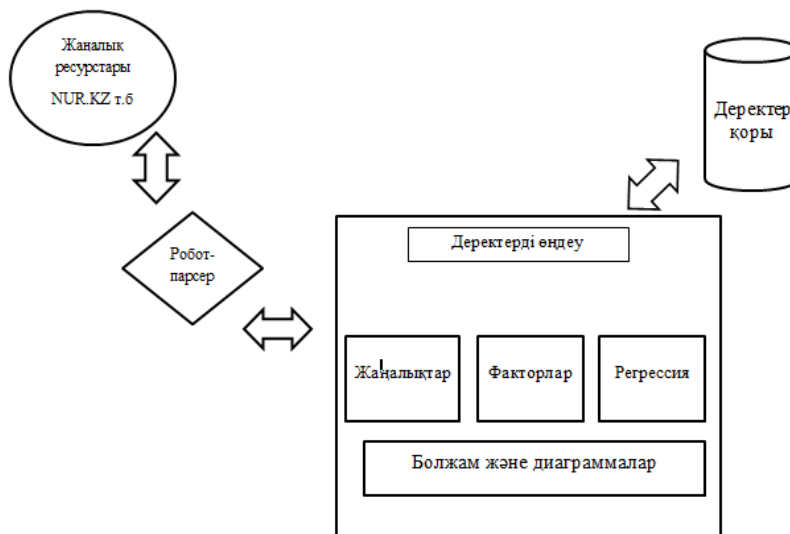 Жаңалық
ресурстары
NUR.KZ т.б
Деректер
қоры
Деректерді өңдеу
Робот-
парсер
Жаңалықтар
Факторлар
Регрессия
Болжам және диаграммалар